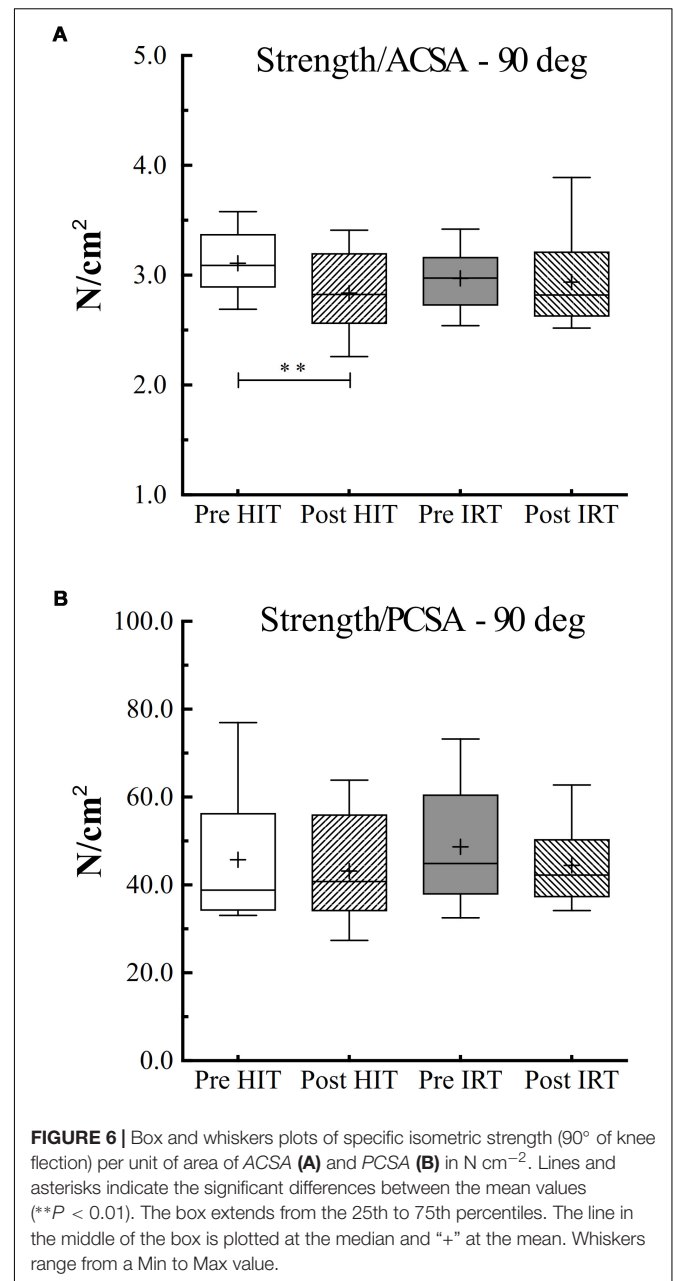 A
Strength/ACSA - 90 deg
5.0
4.0
3.0
2.0
1.0
N/cm²
**
Pre HIT Post HIT Pre IRT Post IRT
B
Strength/PCSA - 90 deg
100.0
80.0
60.0
40.0
20.0
0.0
N/cm²
Pre HIT Post HIT Pre IRT Post IRT
FIGURE 6 | Box and whiskers plots of specific isometric strength (90° of knee
flection) per unit of area of ACSA (A) and PCSA (B) in N cm⁻². Lines and
asterisks indicate the significant differences between the mean values
(**P < 0.01). The box extends from the 25th to 75th percentiles. The line in
the middle of the box is plotted at the median and “+” at the mean. Whiskers
range from a Min to Max value.